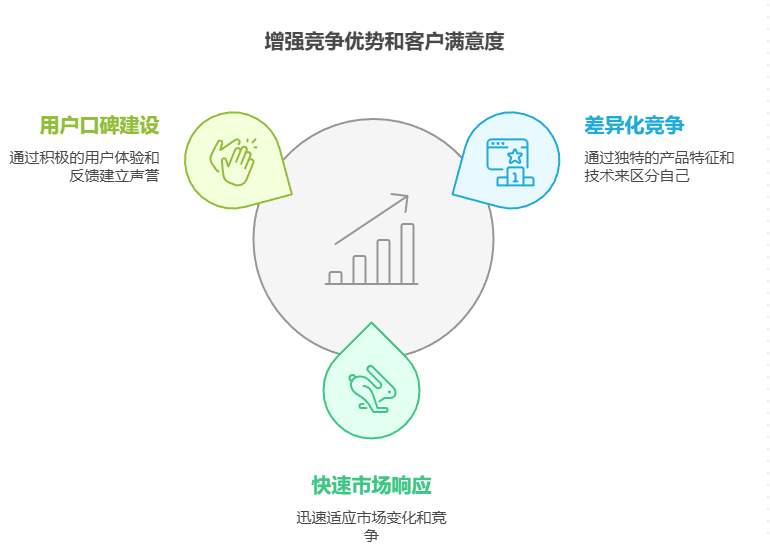 增强竞争优势和客户满意度
用户口碑建设
通过积极的用户体验和
反馈建立声誉
差异化竞争
通过独特的产品特征和
技术来区分自己
1
快速市场响应
迅速适应市场变化和竞
争